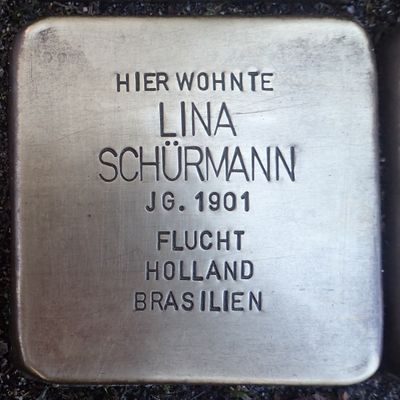 HIER WOHNTE
LINA
SCHÜRMANN
JG. 1901
FLUCHT
HOLLAND
BRASILIEN